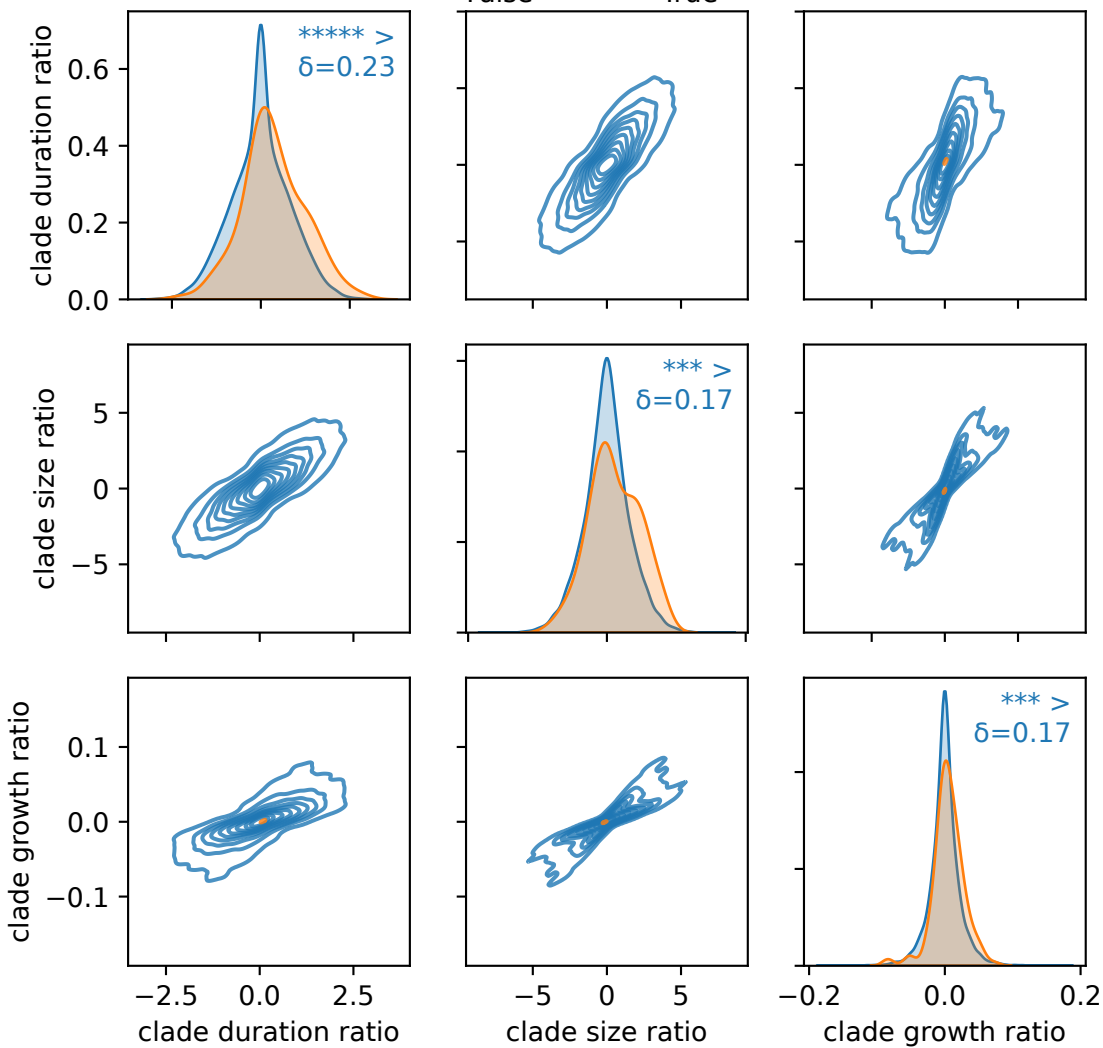 True
clade duration ratio
0.6
0.4
0.2
0.0
***** >
δ=0.23
clade size ratio
5
0
−5
*** >
δ=0.17
clade growth ratio
0.1
0.0
−0.1
*** >
δ=0.17
−2.5 0.0 2.5
−5 0 5
−0.2 0.0 0.2
clade duration ratio
clade size ratio
clade growth ratio